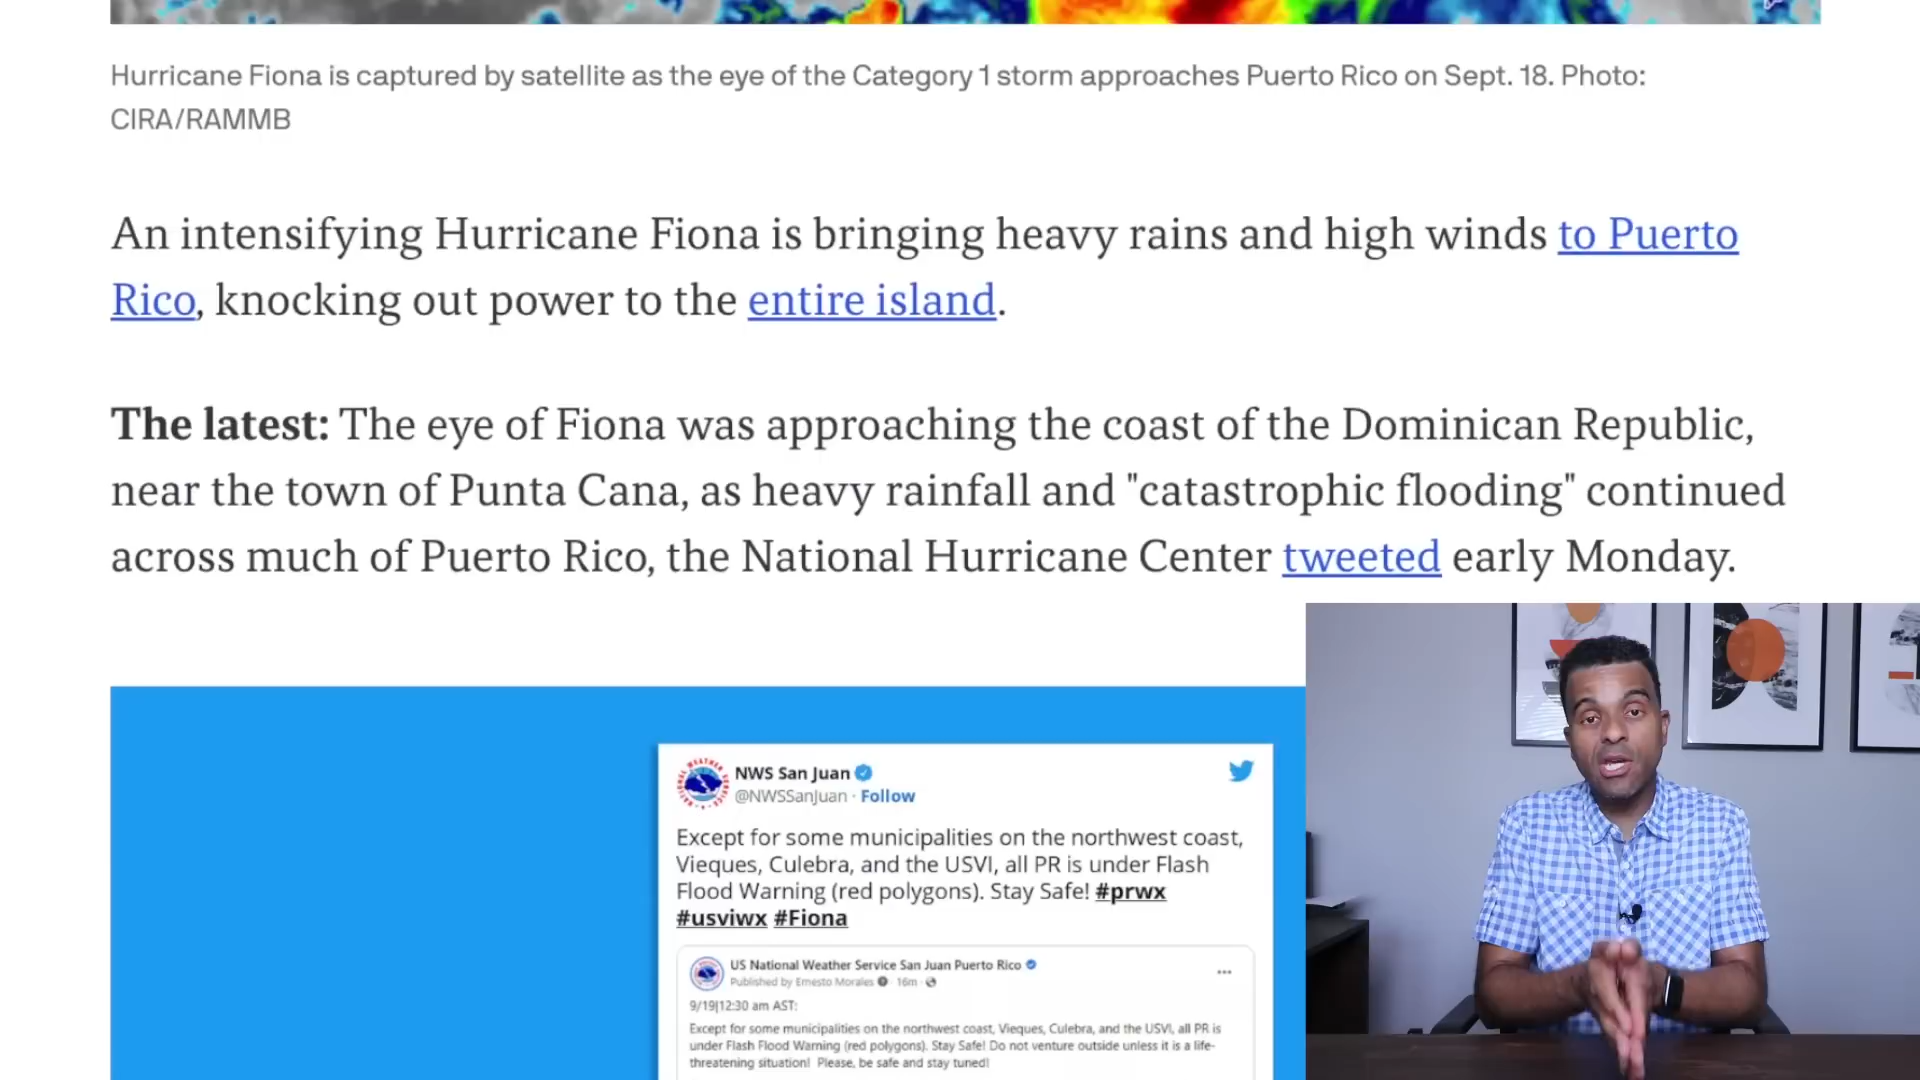 Hurricane Fiona is captured by satellite as the eye of the Category 1 storm approaches Puerto Rico on Sept. 18. Photo:
CIRA/RAMMB
An intensifying Hurricane Fiona is bringing heavy rains and high winds to Puerto
Rico, knocking out power to the entire island.
The latest: The eye of Fiona was approaching the coast of the Dominican Republic,
near the town of Punta Cana, as heavy rainfall and "catastrophic flooding" continued
across much of Puerto Rico, the National Hurricane Center tweeted early Monday.
NWS San Juan
@NWSSanJuan · Follow
Except for some municipalities on the northwest coast,
Vieques, Culebra, and the USVI, all PR is under Flash
Flood Warning (red polygons). Stay Safe! #prwx
#usviwx #Fiona
US National Weather Service San Juan Puerto Rico
Published by Ernesto Morales · 16m ·
9/19|12:30 am AST:
Except for some municipalities on the northwest coast, Vieques, Culebra, and the USVI, all PR is
under Flash Flood Warning (red polygons). Stay Safe! Do not venture outside unless it is a life-
threatening situation! Please, be safe and stay tuned!